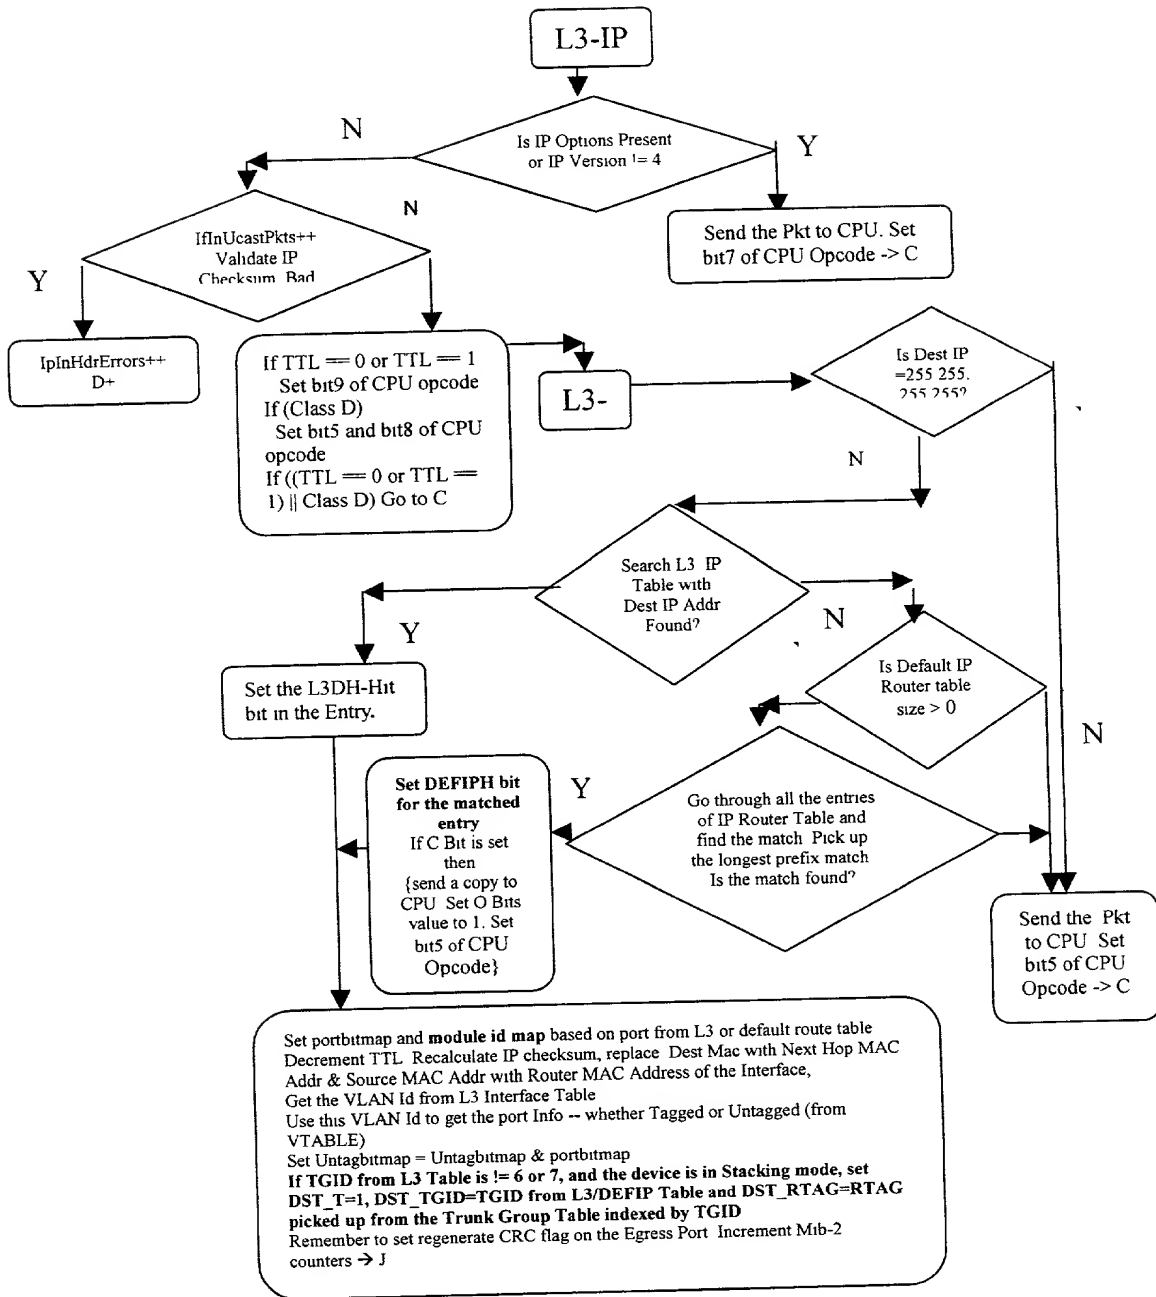 L3-IP
N
Is IP Options Present
or IP Version != 4
Y
Send the Pkt to CPU. Set
bit7 of CPU Opcode -> C
N
IfInUcastPkts++
Validate IP
Checksum Bad
Y
IpInHdrErrors++
D+
If TTL == 0 or TTL == 1
Set bit9 of CPU opcode
If (Class D)
Set bit5 and bit8 of CPU
opcode
If ((TTL == 0 or TTL ==
1) || Class D) Go to C
L3-
Is Dest IP
=255 255.
255 255?
N
Search L3 IP
Table with
Dest IP Addr
Found?
Y
N
Set the L3DH-Hit
bit in the Entry.
Is Default IP
Router table
size > 0
N
Set DEFIPH bit
for the matched
entry
If C Bit is set
then
{send a copy to
CPU Set O Bits
value to 1. Set
bit5 of CPU
Opcode}
Y
Go through all the entries
of IP Router Table and
find the match Pick up
the longest prefix match
Is the match found?
Send the Pkt
to CPU Set
bit5 of CPU
Opcode -> C
Set portbitmap and module id map based on port from L3 or default route table
Decrement TTL Recalculate IP checksum, replace Dest Mac with Next Hop MAC
Addr & Source MAC Addr with Router MAC Address of the Interface,
Get the VLAN Id from L3 Interface Table
Use this VLAN Id to get the port Info -- whether Tagged or Untagged (from
VTABLE)
Set Untagbitmap = Untagbitmap & portbitmap
If TGID from L3 Table is != 6 or 7, and the device is in Stacking mode, set
DST_T=1, DST_TGID=TGID from L3/DEFIP Table and DST_RTAG=RTAG
picked up from the Trunk Group Table indexed by TGID
Remember to set regenerate CRC flag on the Egress Port Increment Mib-2
counters → J